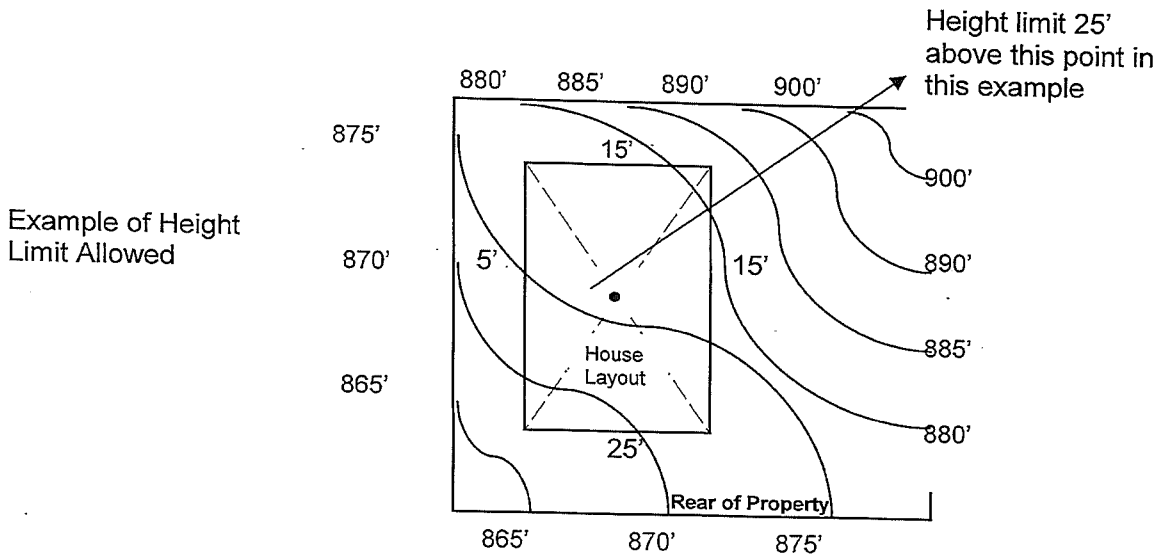 Height limit 25'
above this point in
this example
880' 885' 890' 900'
875'
15'
900'
Example of Height
Limit Allowed
870'
5'
15'
890'
House
Layout
885'
865'
25'
880'
Rear of Property
865' 870' 875'